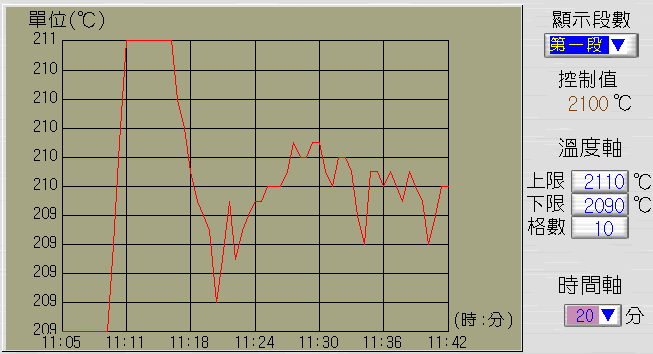 單位(℃)
211
210
210
210
210
210
209
209
209
209
209
11:05
11:11
11:18
11:24
11:30
11:36
11:42
(時:分)
顯示段數
第一段
控制值
2100℃
溫度軸
上限 2110 ℃
下限 2090 ℃
格數 10
時間軸
20 分